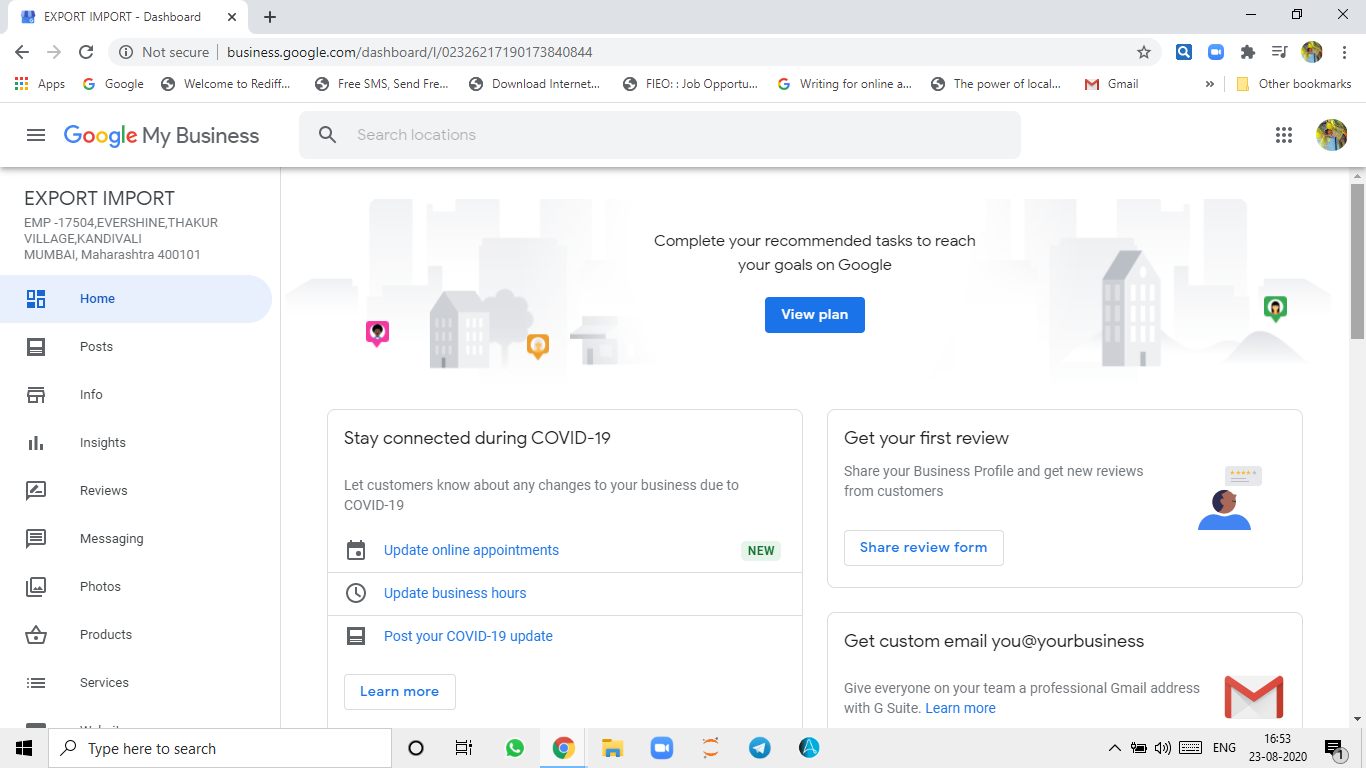 EXPORT IMPORT - Dashboard
Not secure
business.google.com/dashboard/l/02326217190173840844
Apps
Google
Welcome to Rediff...
Free SMS, Send Fre...
Download Internet...
FIEO: : Job Opportu...
Writing for online a...
The power of local...
Gmail
»
Other bookmarks
Google My Business
Search locations
EXPORT IMPORT
EMP -17504,EVERSHINE,THAKUR
VILLAGE,KANDIVALI
MUMBAI, Maharashtra 400101
Home
Posts
Info
Insights
Reviews
Messaging
Photos
Products
Services
Complete your recommended tasks to reach
your goals on Google
View plan
Stay connected during COVID-19
Let customers know about any changes to your business due to
COVID-19
Update online appointments
NEW
Update business hours
Post your COVID-19 update
Learn more
Get your first review
Share your Business Profile and get new reviews
from customers
Share review form
Get custom email you@yourbusiness
Give everyone on your team a professional Gmail address
with G Suite. Learn more
Type here to search
ENG
16:53
23-08-2020
1